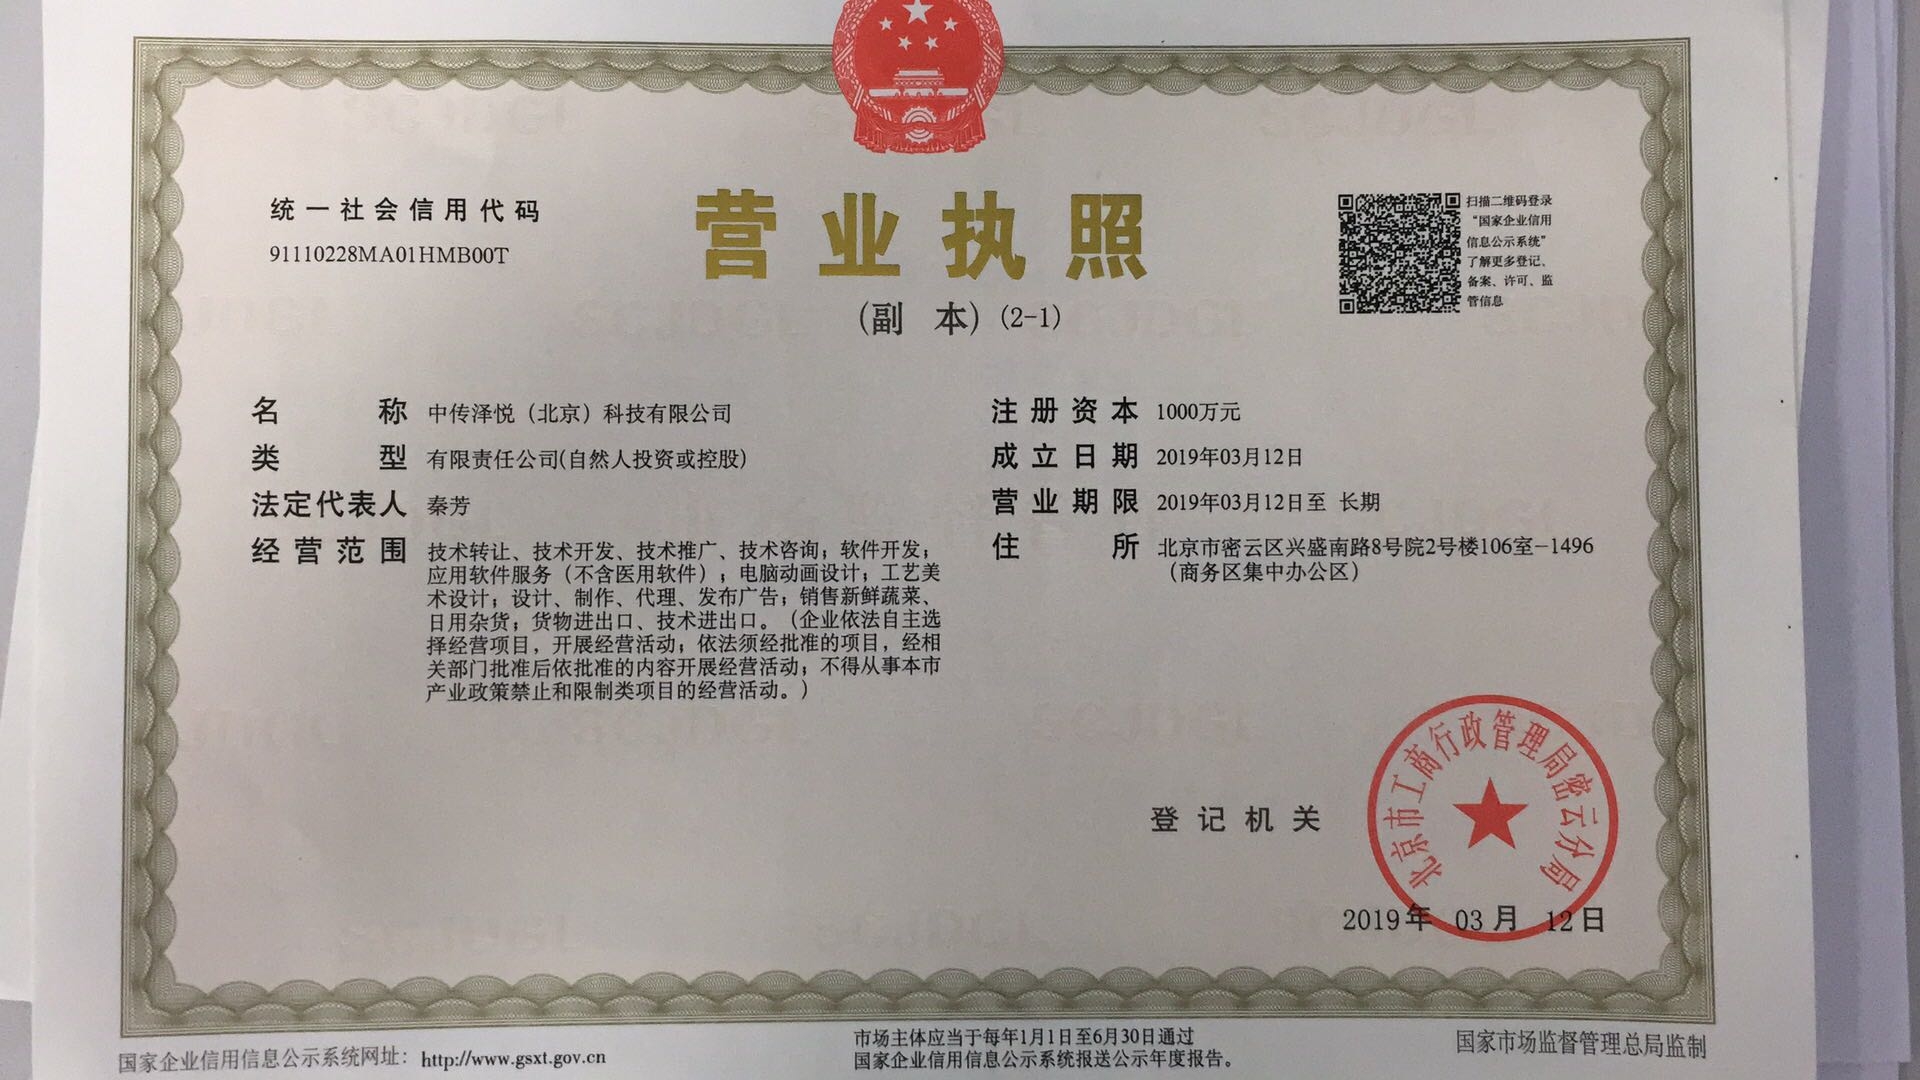 统一社会信用代码
91110228MA01HMB00T
营业执照
(副 本) (2-1)
扫描二维码登录
“国家企业信用
信息公示系统”
了解更多登记、
备案、许可、监
管信息
名 称 中传泽悦（北京）科技有限公司
类 型 有限责任公司(自然人投资或控股)
法定代表人 秦芳
经营范围 技术转让、技术开发、技术推广、技术咨询；软件开发；
应用软件服务（不含医用软件）；电脑动画设计；工艺美
术设计；设计、制作、代理、发布广告；销售新鲜蔬菜、
日用杂货；货物进出口、技术进出口。（企业依法自主选
择经营项目，开展经营活动；依法须经批准的项目，经相
关部门批准后依批准的内容开展经营活动；不得从事本市
产业政策禁止和限制类项目的经营活动。）
注册资本 1000万元
成立日期 2019年03月12日
营业期限 2019年03月12日至 长期
住 所 北京市密云区兴盛南路8号院2号楼106室-1496
（商务区集中办公区）
登记机关
北京市工商行政管理局密云分局
2019年 03月 12日
国家企业信用信息公示系统网址：http://www.gsxt.gov.cn
市场主体应当于每年1月1日至6月30日通过
国家企业信用信息公示系统报送公示年度报告。
国家市场监督管理总局监制